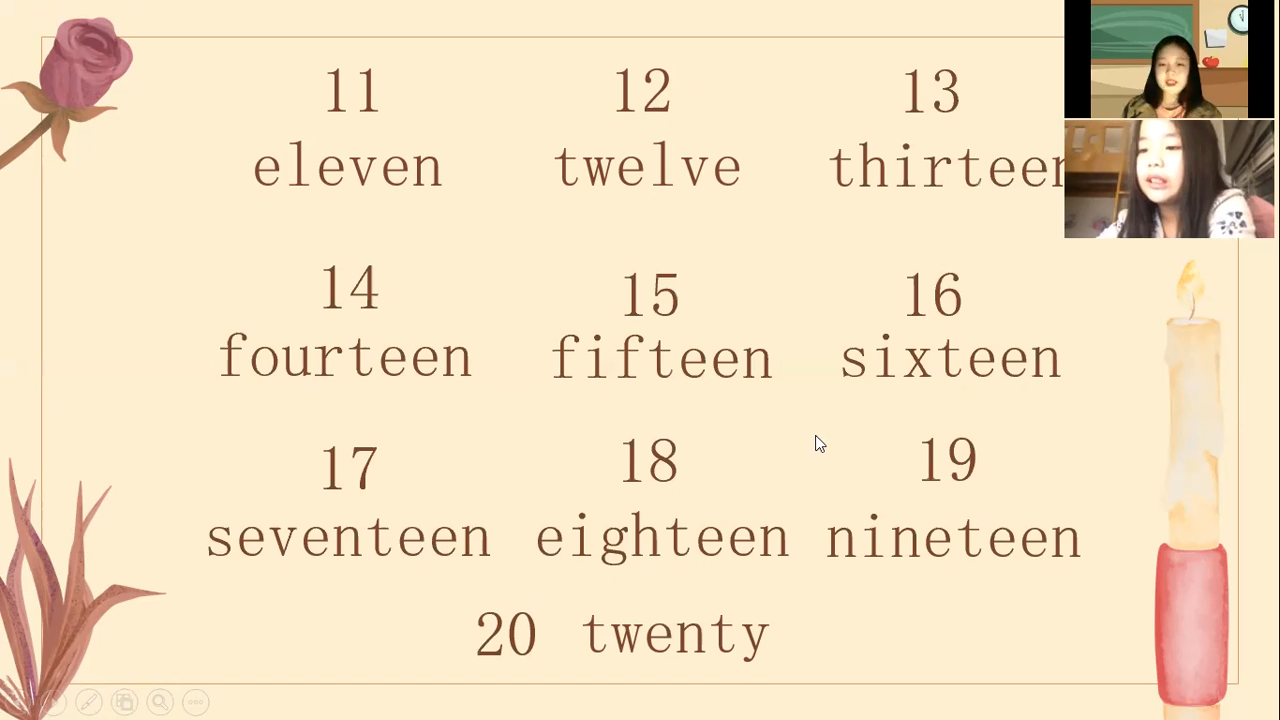 11 12 13
eleven twelve thirteen
14 15 16
fourteen fifteen sixteen
17 18 19
seventeen eighteen nineteen
20 twenty